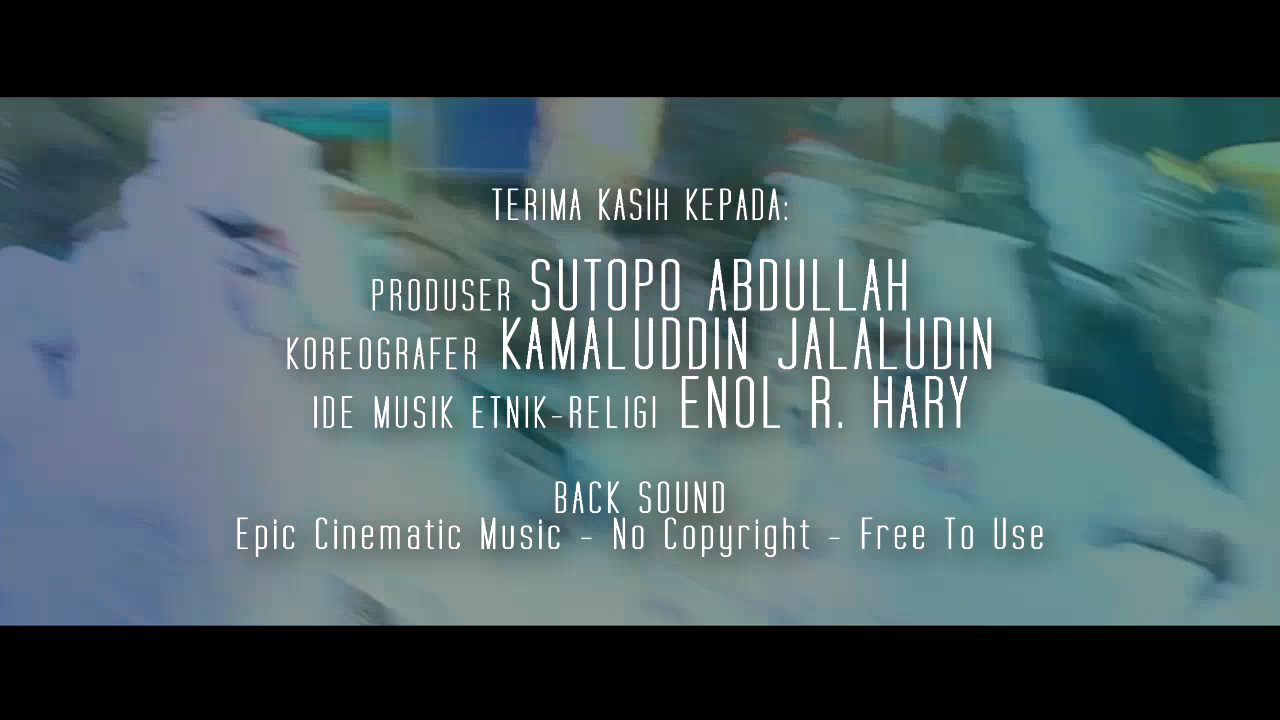 TERIMA KASIH KEPADA:
PRODUSER SUTOPO ABDULLAH
KOREOGRAFER KAMALUDDIN JALALUDIN
IDE MUSIK ETNIK-RELIGI ENOL R. HARY
BACK SOUND
Epic Cinematic Music - No Copyright - Free To Use